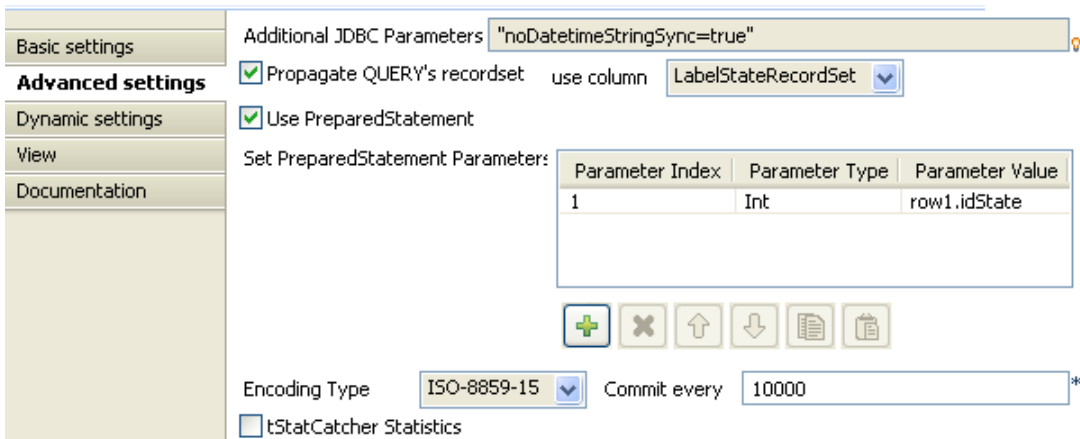 Basic settings
Advanced settings
Dynamic settings
View
Documentation
Additional JDBC Parameters "noDatetimeStringSync=true"
Propagate QUERY's recordset use column LabelStateRecordSet
Use PreparedStatement
Set PreparedStatement Parameters
Parameter Index Parameter Type Parameter Value
1 Int row1.idState
Encoding Type ISO-8859-15 Commit every 10000 *
tStatCatcher Statistics